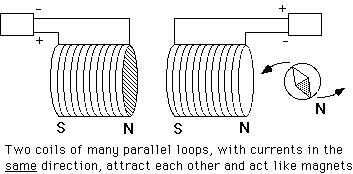 - +
+ -
S N S N N
Two coils of many parallel loops, with currents in the
same direction, attract each other and act like magnets